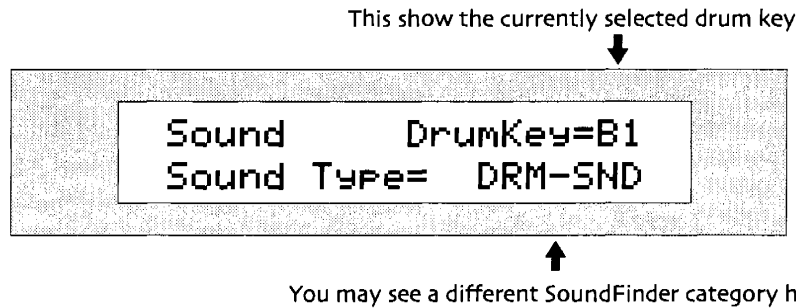 This show the currently selected drum key
Sound DrumKey=B1
Sound Type= DRM-SND
You may see a different SoundFinder category h